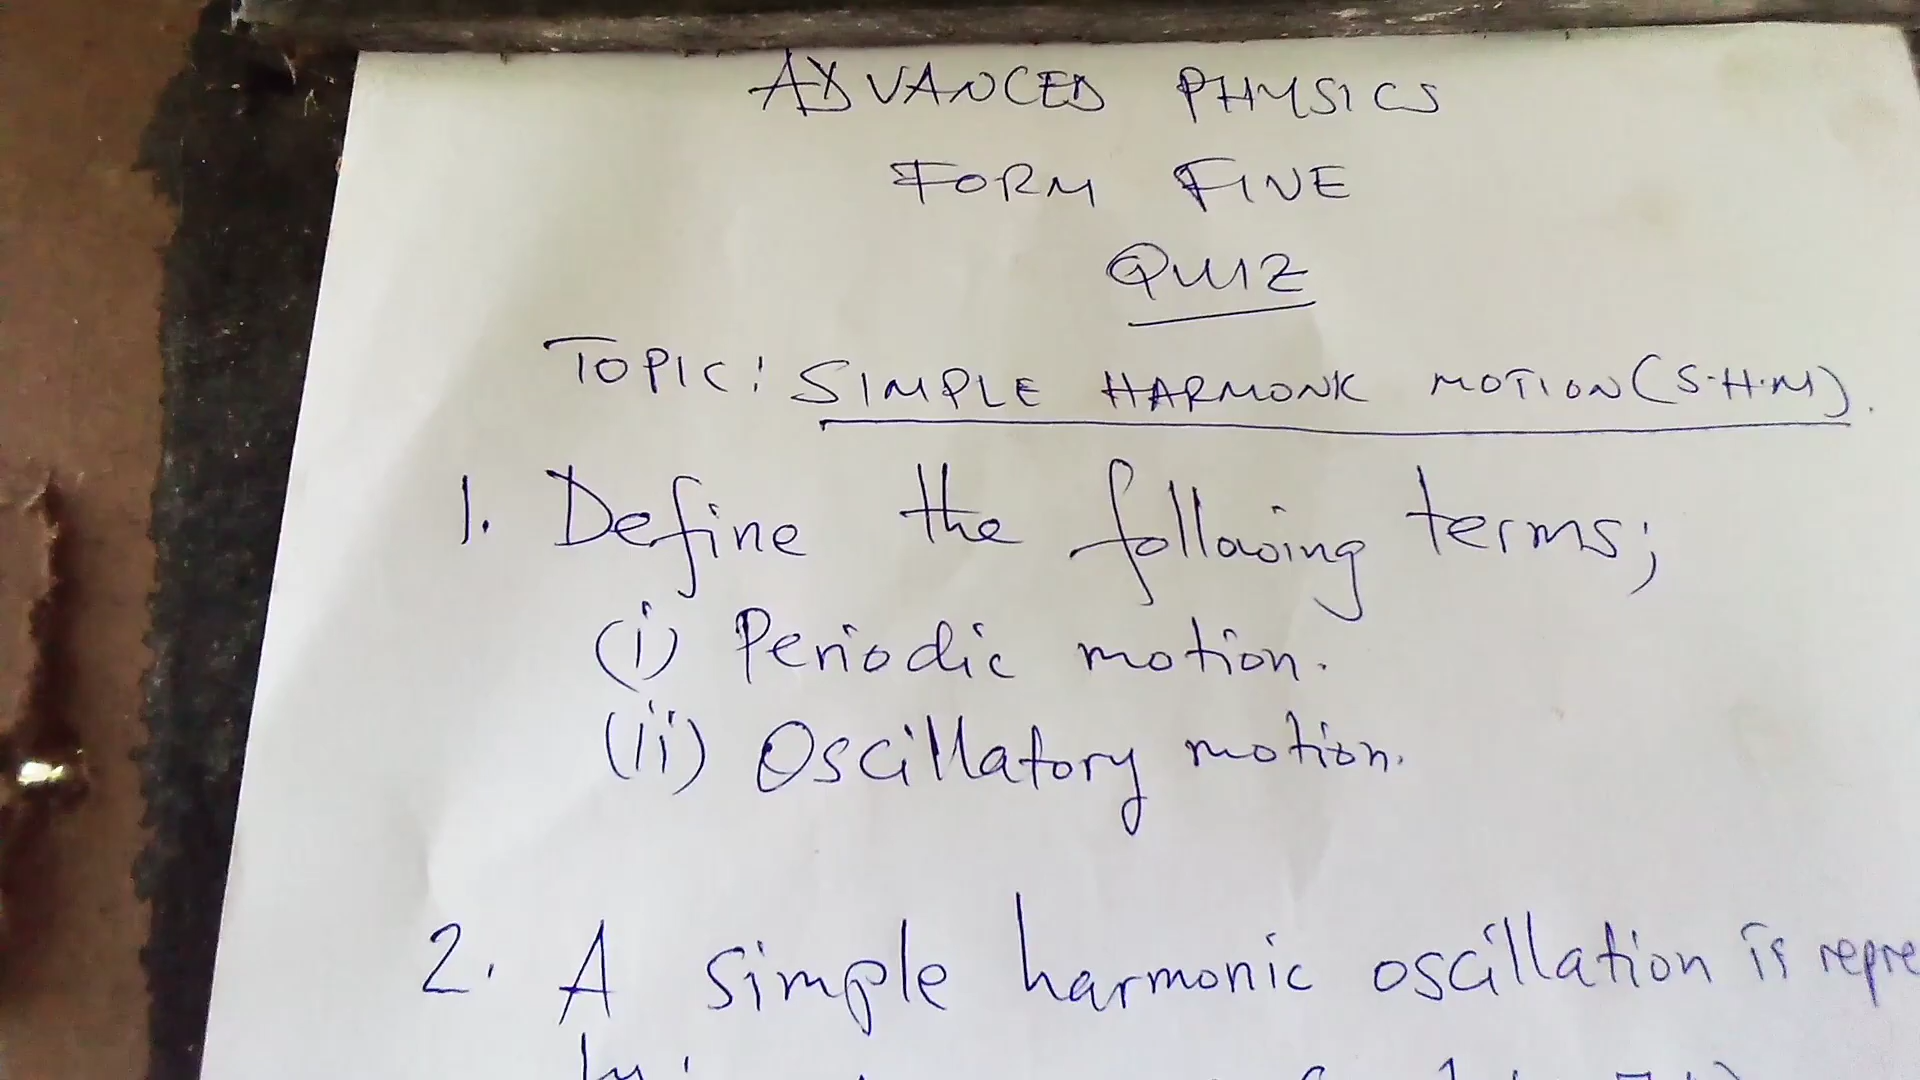 ADVANCED PHYSICS
FORM FIVE
QUIZ
TOPIC: SIMPLE HARMONIC MOTION (S.H.M).
1. Define the following terms;
(i) Periodic motion.
(ii) Oscillatory motion.
2. A simple harmonic oscillation is repre